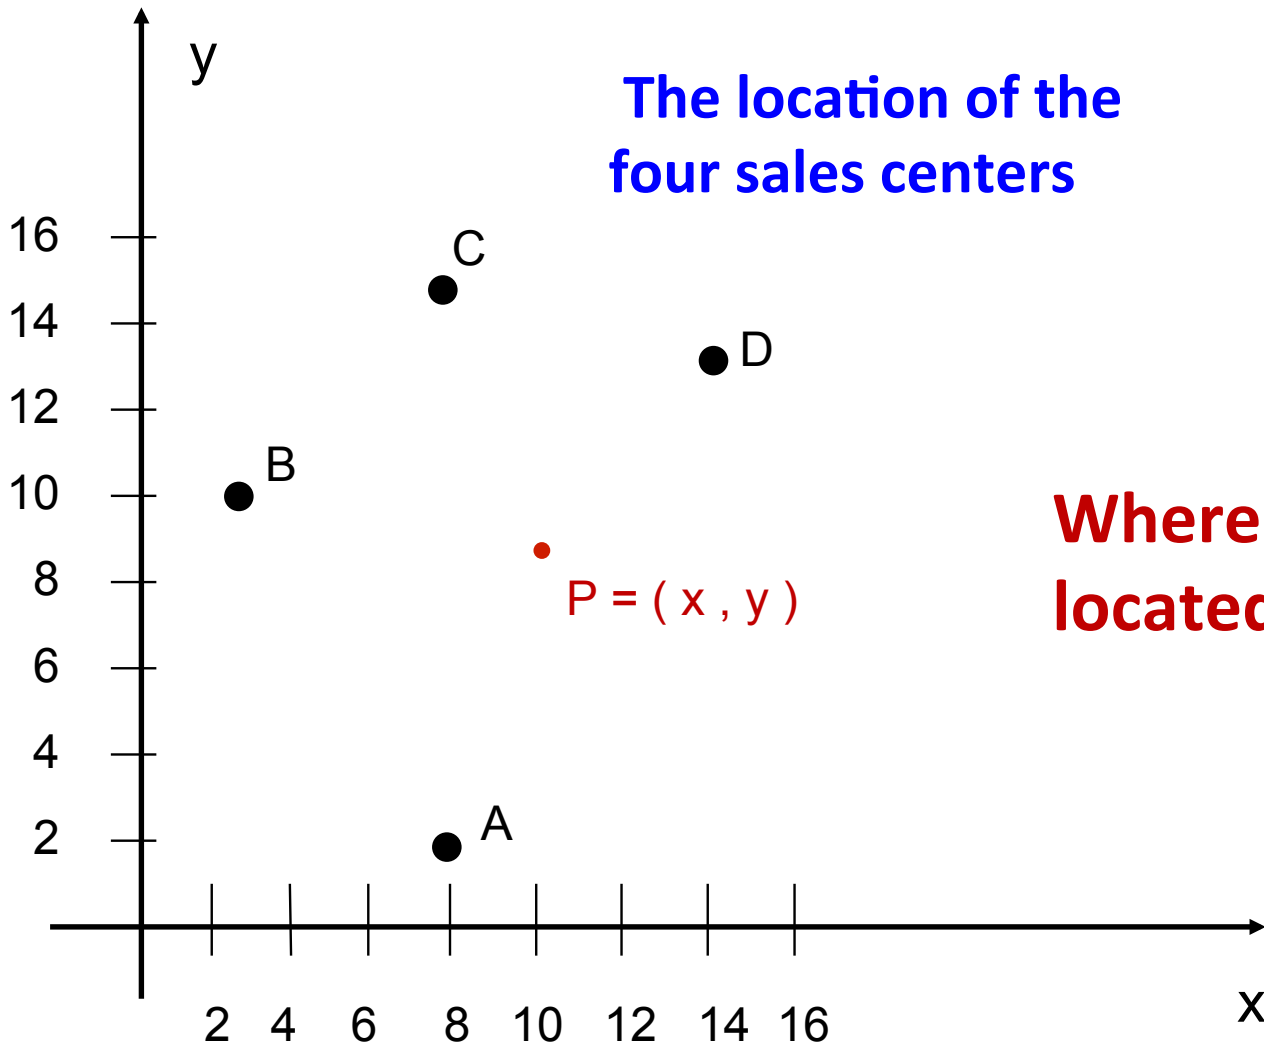 y
The location of the
four sales centers
16
C
14
D
12
B
10
Where
located
8
P = ( x , y )
6
4
A
2
x
2 4 6 8 10 12 14 16